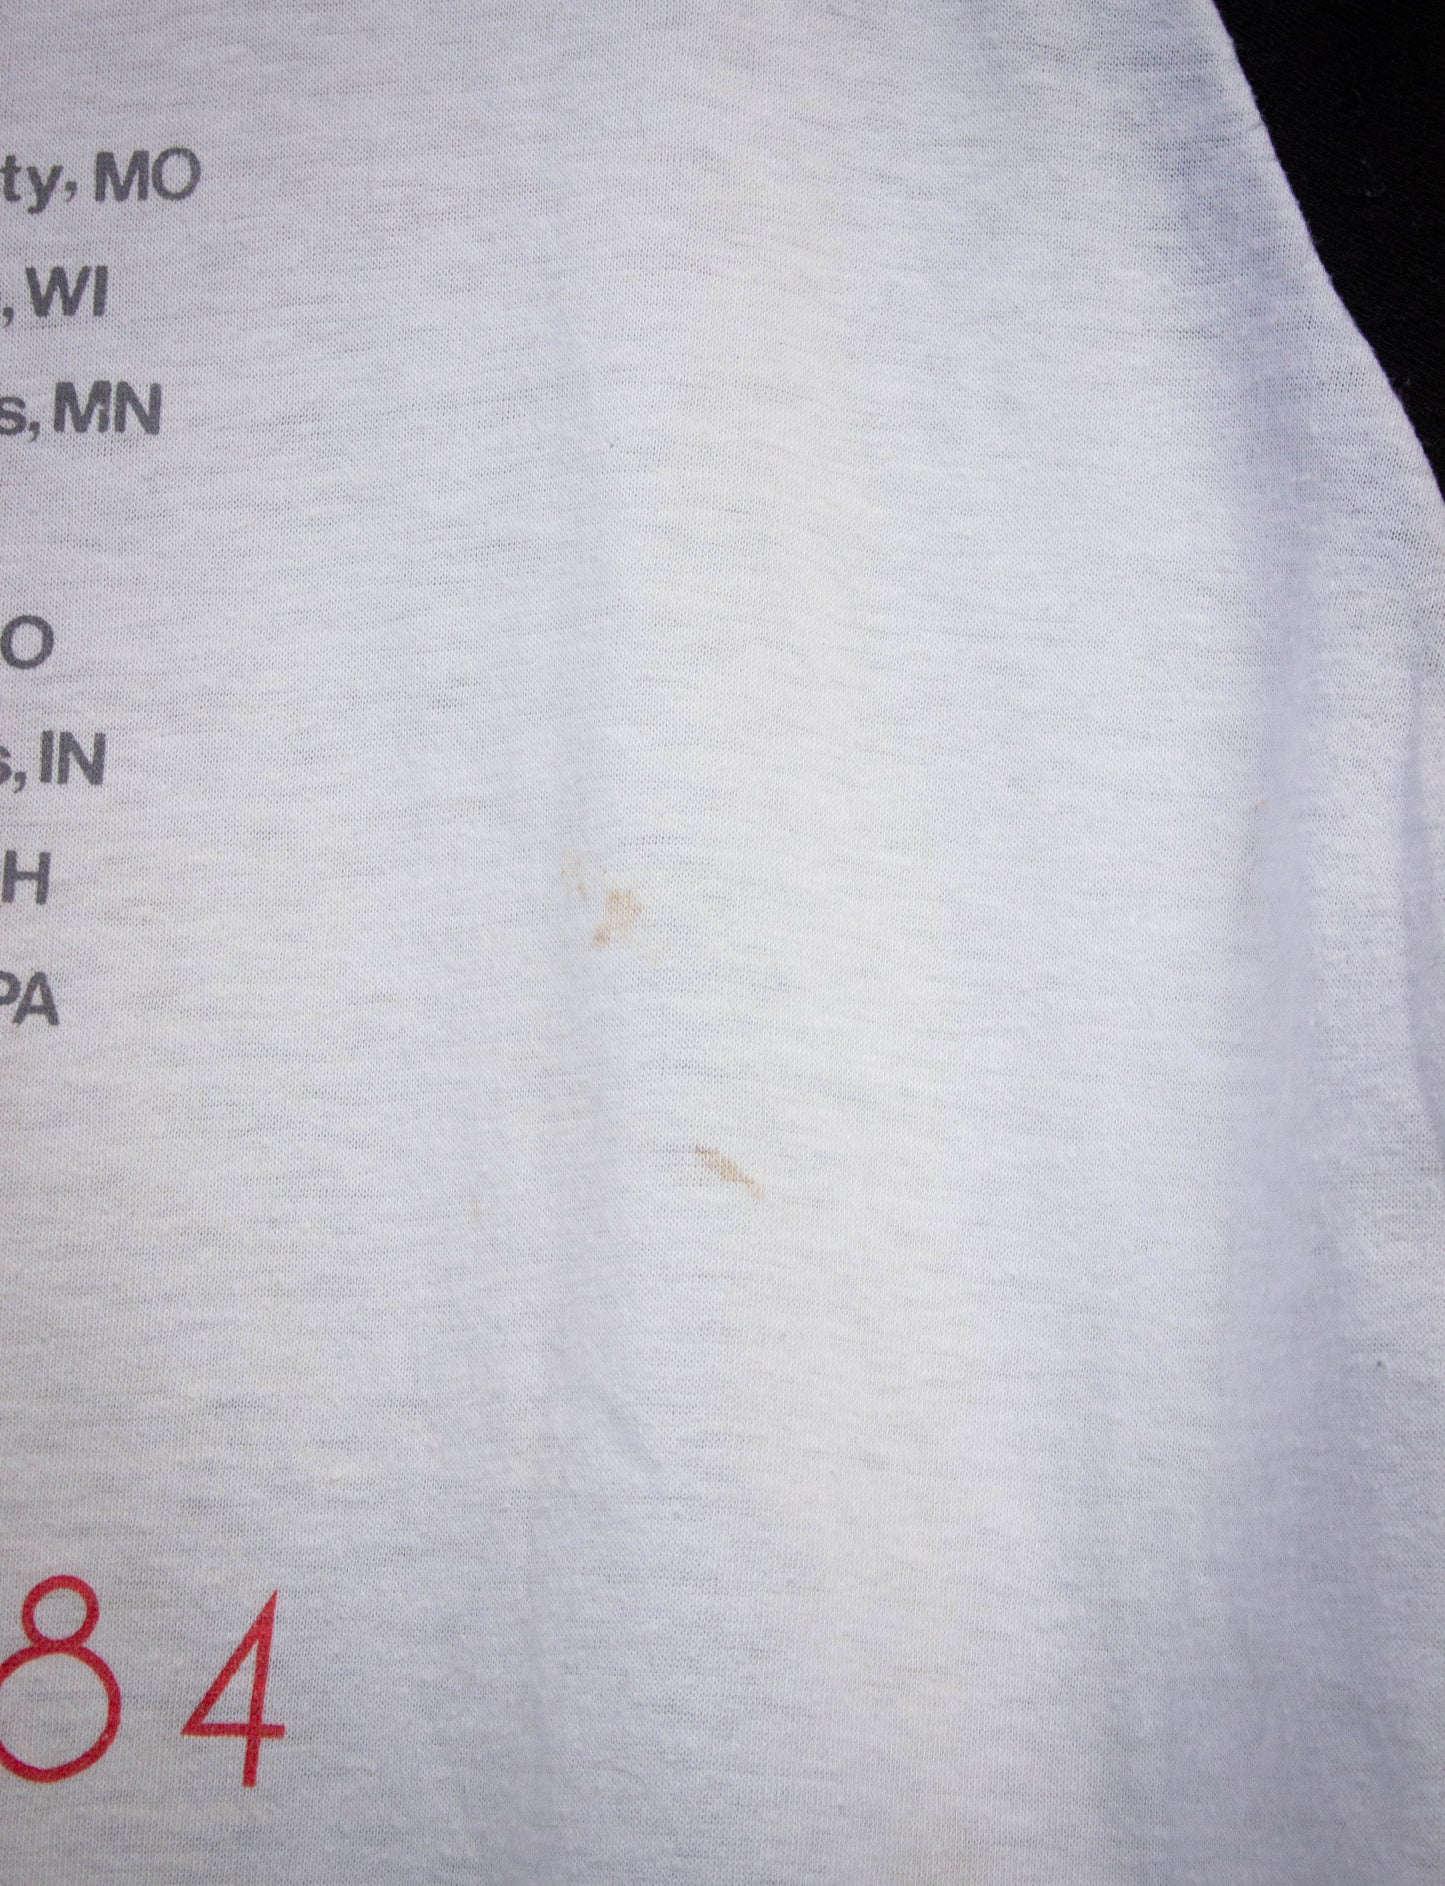 ty, MO
, WI
s, MN
O
s, IN
H
PA
84